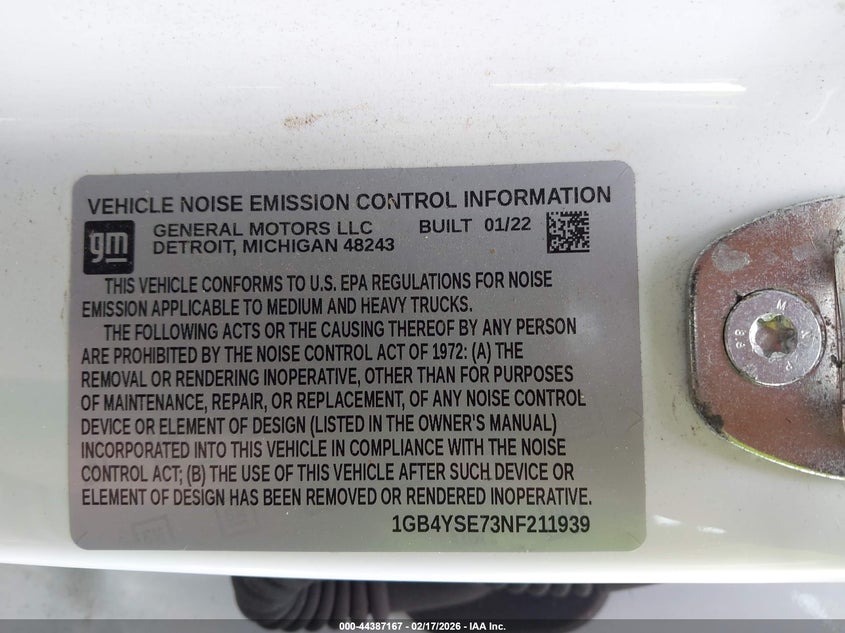 VEHICLE NOISE EMISSION CONTROL INFORMATION
gm
GENERAL MOTORS LLC BUILT 01/22
DETROIT, MICHIGAN 48243
THIS VEHICLE CONFORMS TO U.S. EPA REGULATIONS FOR NOISE
EMISSION APPLICABLE TO MEDIUM AND HEAVY TRUCKS.
THE FOLLOWING ACTS OR THE CAUSING THEREOF BY ANY PERSON
ARE PROHIBITED BY THE NOISE CONTROL ACT OF 1972: (A) THE
REMOVAL OR RENDERING INOPERATIVE, OTHER THAN FOR PURPOSES
OF MAINTENANCE, REPAIR, OR REPLACEMENT, OF ANY NOISE CONTROL
DEVICE OR ELEMENT OF DESIGN (LISTED IN THE OWNER'S MANUAL)
INCORPORATED INTO THIS VEHICLE IN COMPLIANCE WITH THE NOISE
CONTROL ACT; (B) THE USE OF THIS VEHICLE AFTER SUCH DEVICE OR
ELEMENT OF DESIGN HAS BEEN REMOVED OR RENDERED INOPERATIVE.
1GB4YSE73NF211939
000-44387167 - 02/17/2026 - IAA Inc.